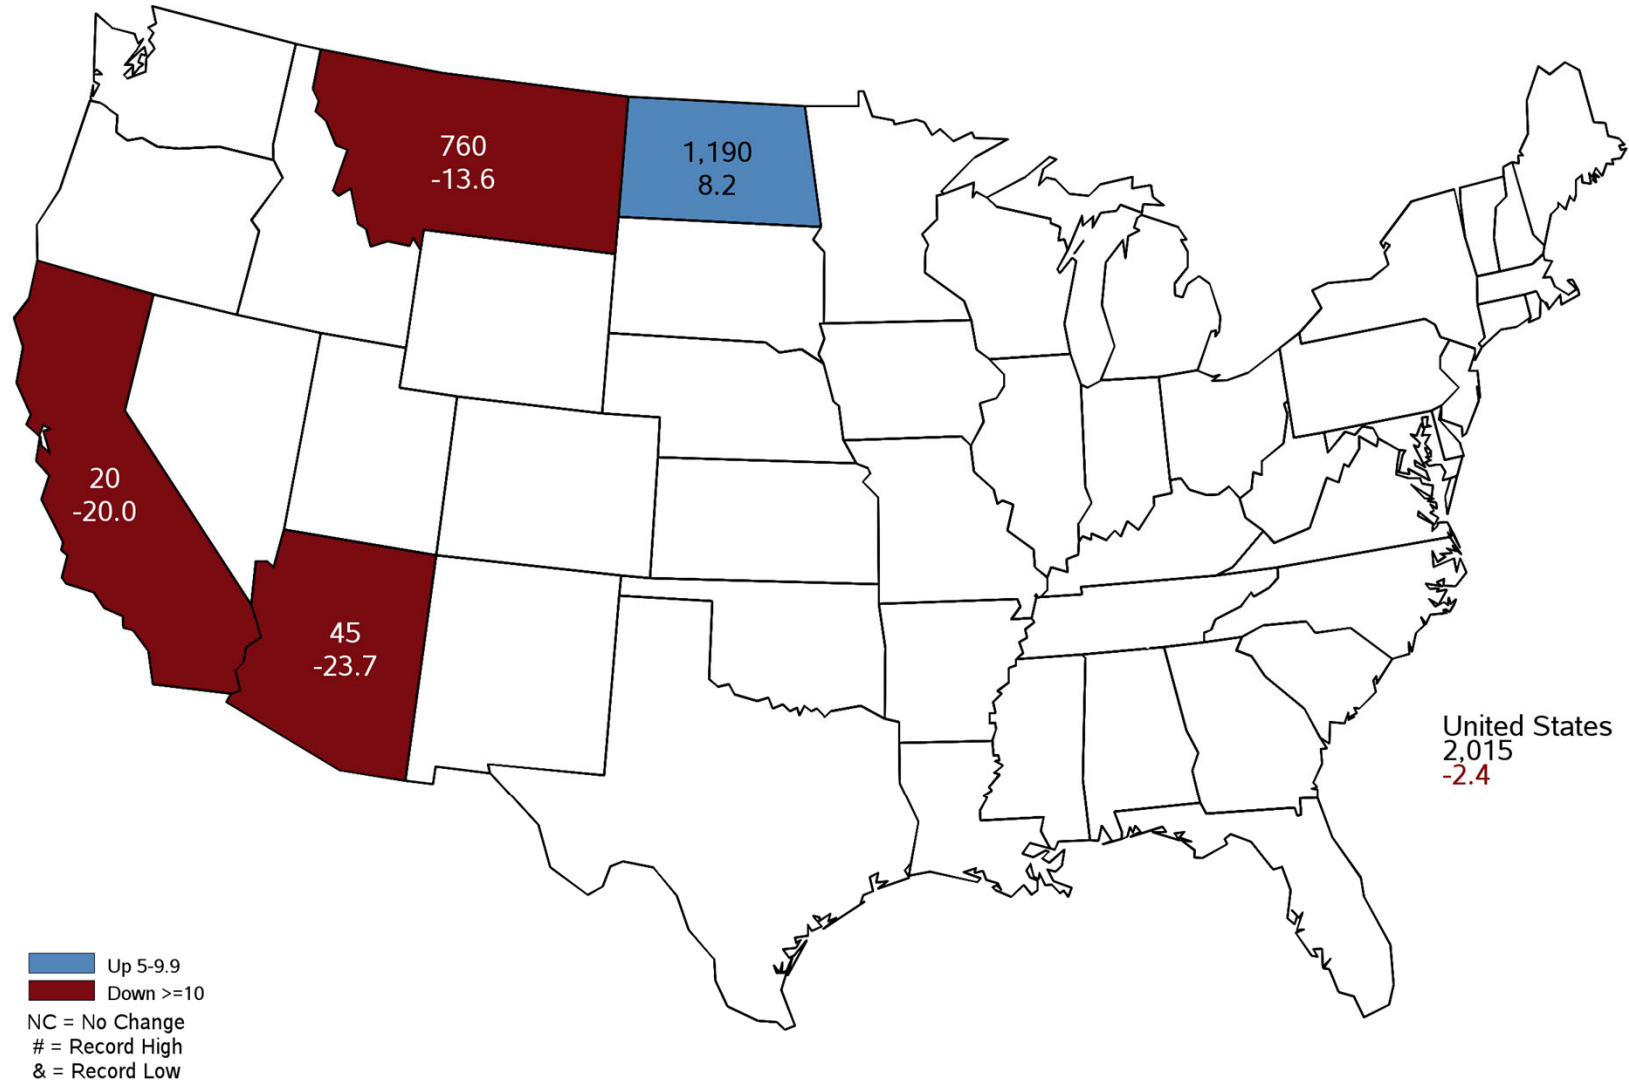 760
-13.6
1,190
8.2
20
-20.0
45
-23.7
United States
2,015
-2.4
Up 5-9.9
Down >=10
NC = No Change
# = Record High
& = Record Low